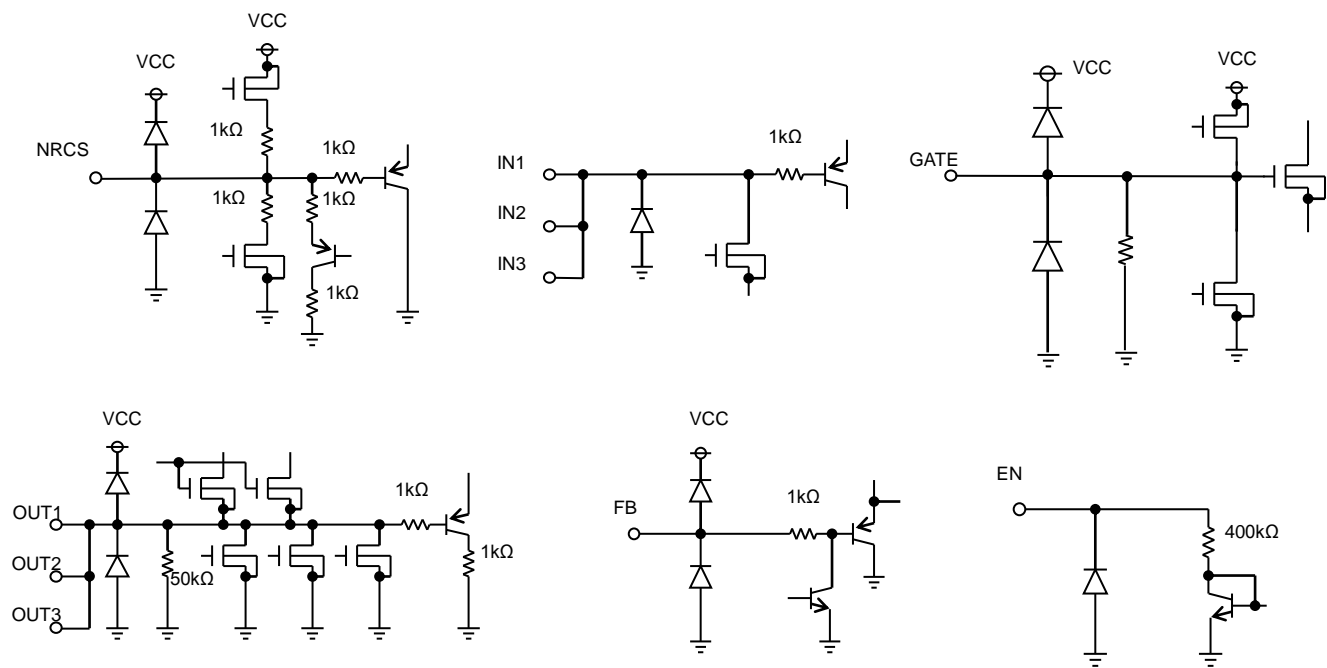 VCC
VCC
1kΩ
1kΩ
NRCS
1kΩ
1kΩ
1kΩ
1kΩ
IN1
IN2
IN3
VCC
VCC
GATE
VCC
1kΩ
OUT1
1kΩ
50kΩ
OUT2
OUT3
VCC
1kΩ
FB
EN
400kΩ